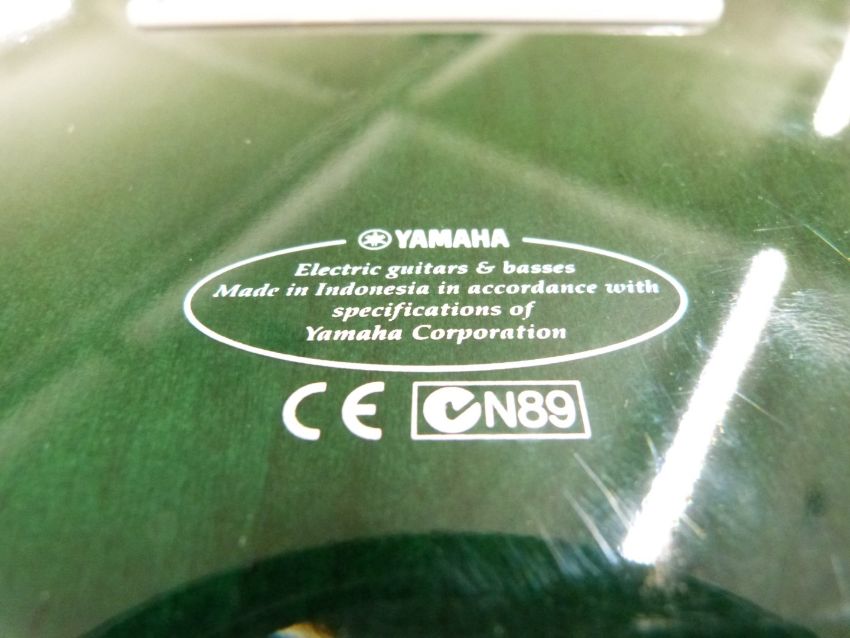 YAMAHA
Electric guitars & basses
Made in Indonesia in accordance with
specifications of
Yamaha Corporation
CE N89